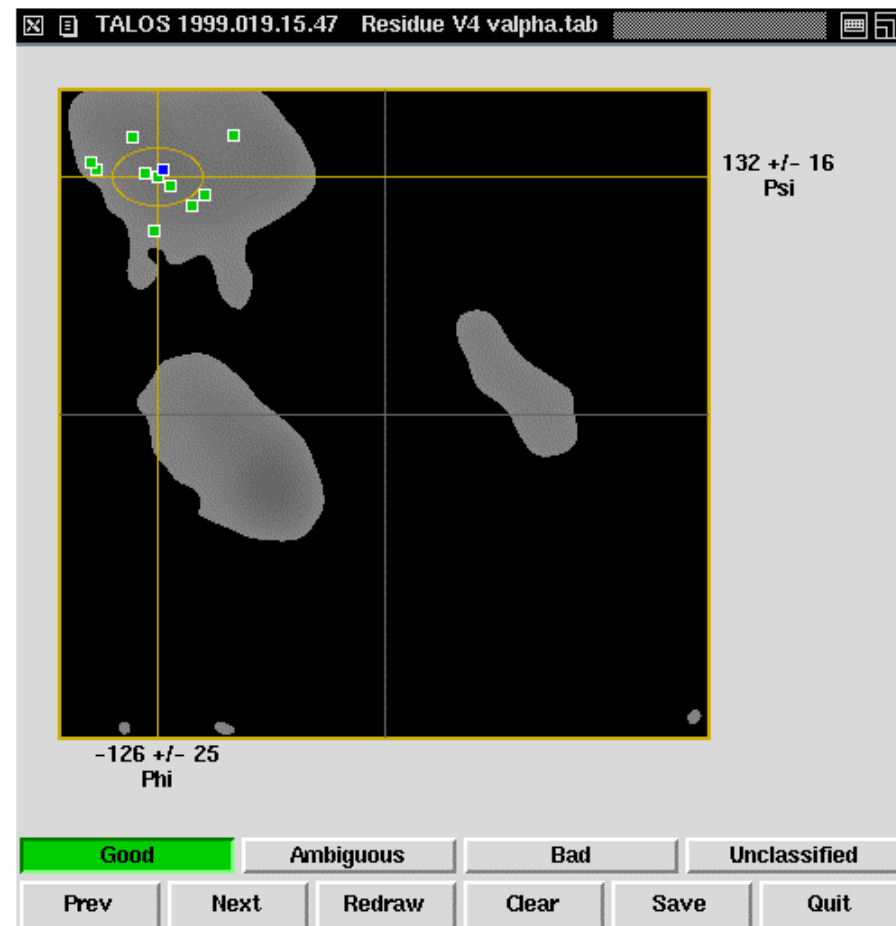 TALOS 1999.019.15.47 Residue V4 valpha.tab
132 +/- 16
Psi
-126 +/- 25
Phi
Good Ambiguous Bad Unclassified
Prev Next Redraw Clear Save Quit